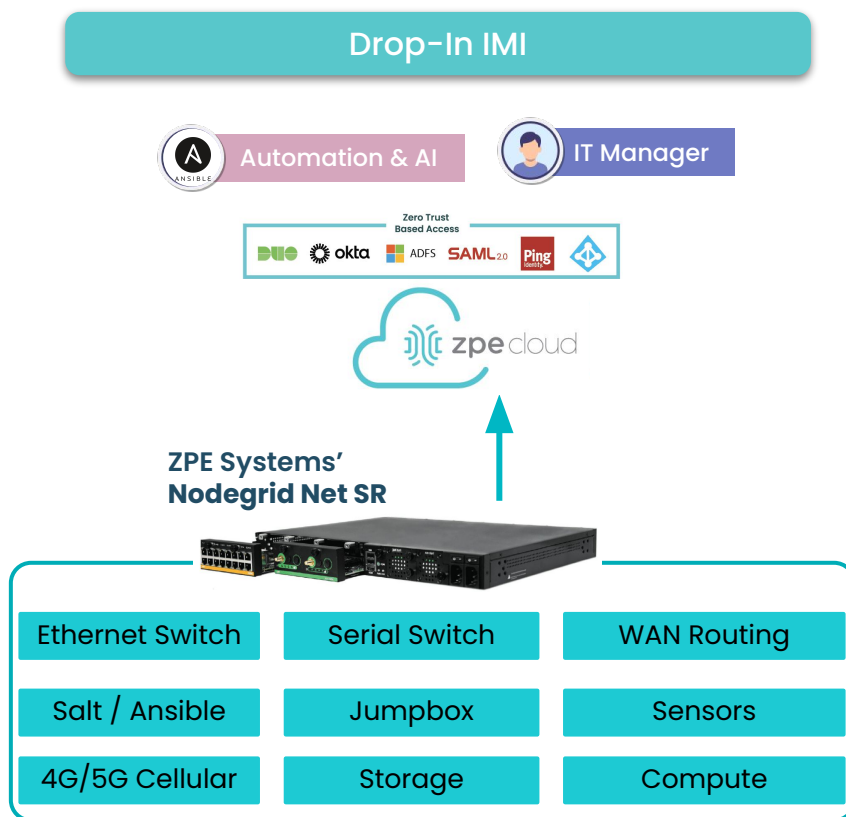 Drop-In IMI
Automation & AI
ANSIBLE
IT Manager
Zero Trust
Based Access
DUO okta ADFS SAML 2.0 Ping
Identity.
zpe cloud
ZPE Systems’
Nodegrid Net SR
Ethernet Switch
Serial Switch
WAN Routing
Salt / Ansible
Jumpbox
Sensors
4G/5G Cellular
Storage
Compute